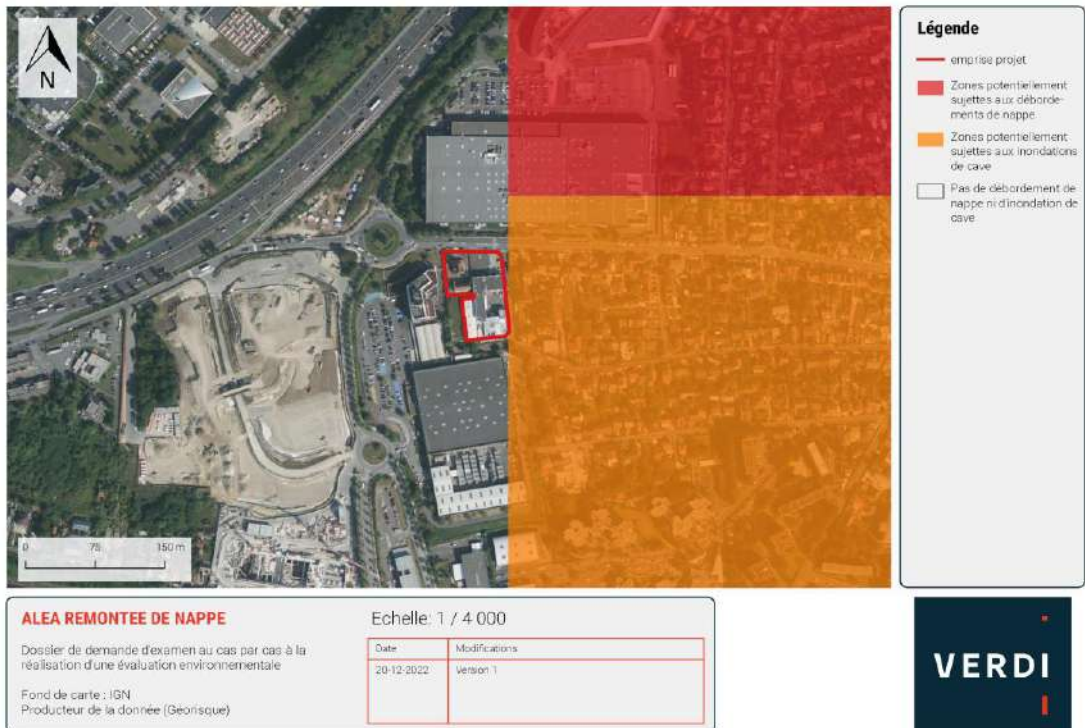 N
0 75 150 m
Légende
emprise projet
Zones potentiellement
sujettes aux déborde-
ments de nappe
Zones potentiellement
sujettes aux inondations
de cave
Pas de débordement de
nappe ni d'inondation de
cave
ALEA REMONTEE DE NAPPE
Dossier de demande d'examen au cas par cas à la
réalisation d'une évaluation environnementale
Fond de carte : IGN
Producteur de la donnée (Géorisque)
Echelle: 1 / 4 000
Date Modifications
20-12-2022 Version 1
VERDI